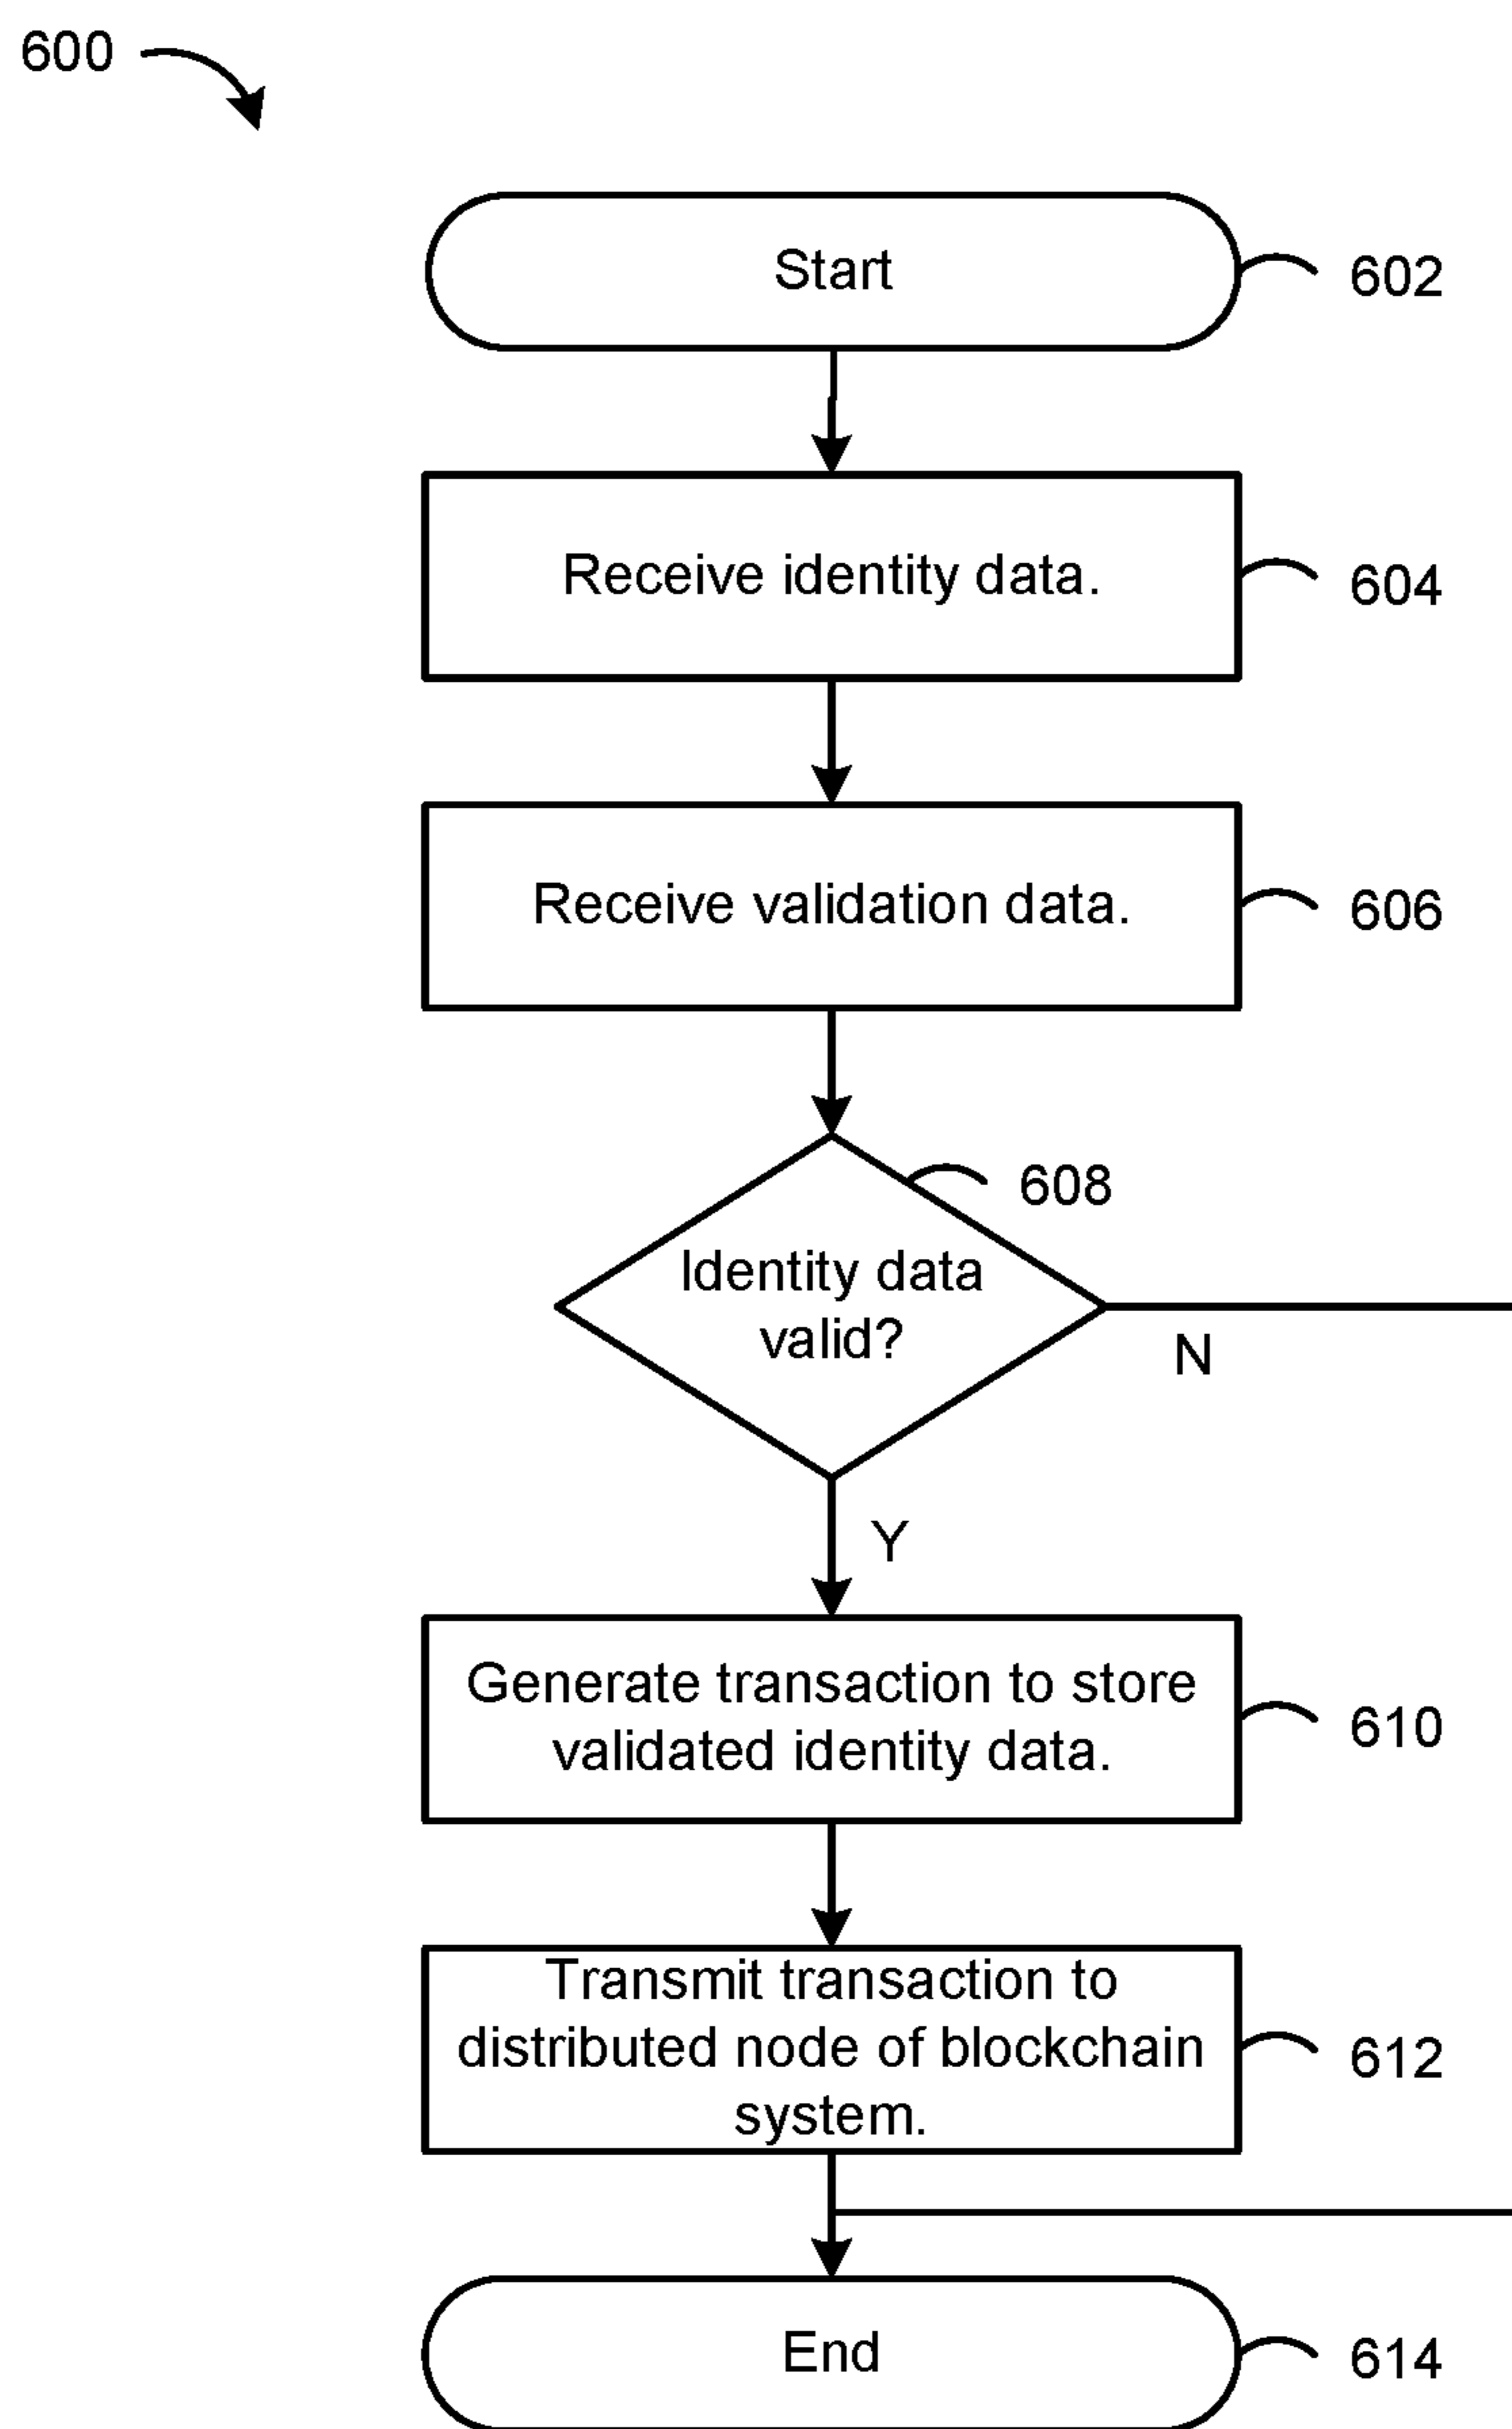 600
Start
602
Receive identity data.
604
Receive validation data.
606
608
Identity data
valid?
N
Y
Generate transaction to store
validated identity data.
610
Transmit transaction to
distributed node of blockchain
system.
612
End
614